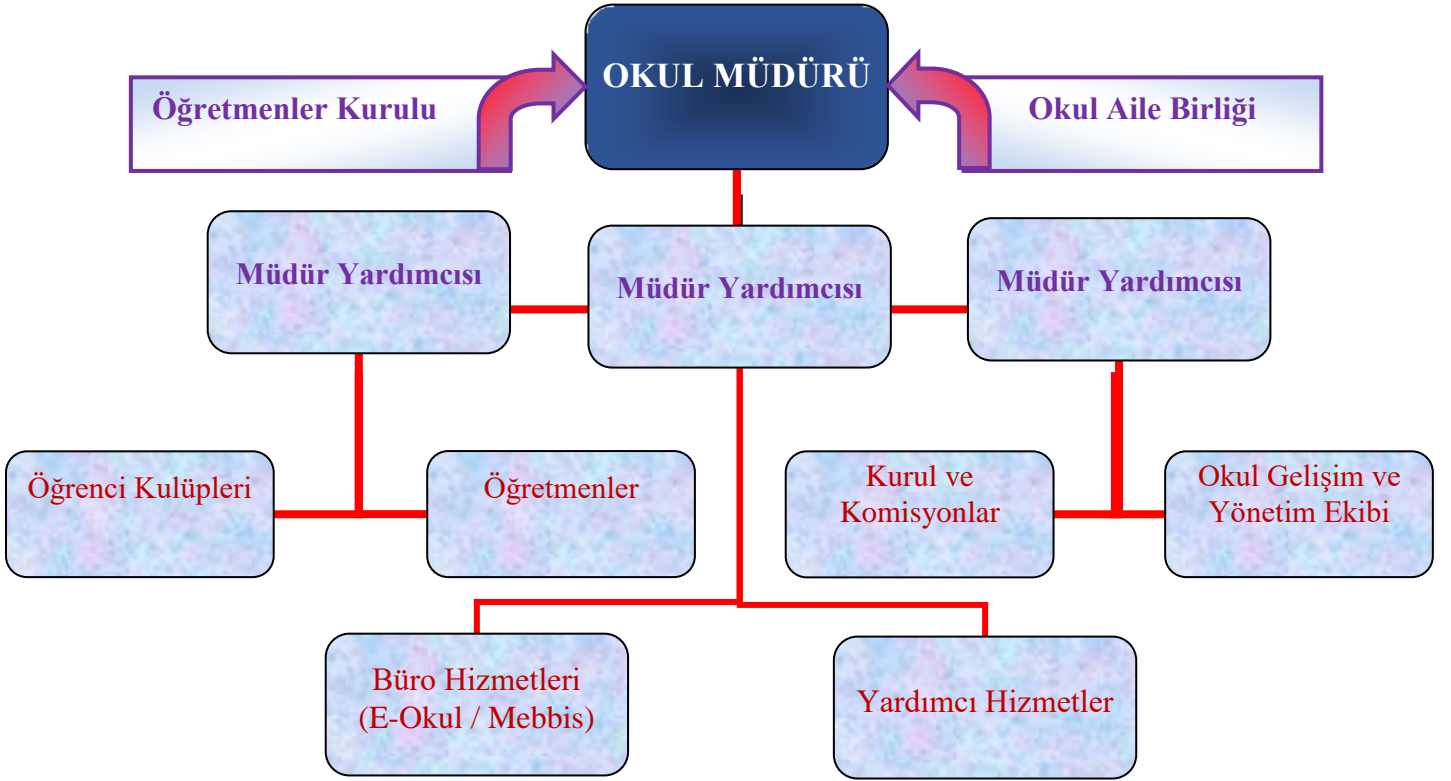 OKUL MÜDÜRÜ
Öğretmenler Kurulu
Okul Aile Birliği
Müdür Yardımcısı
Müdür Yardımcısı
Müdür Yardımcısı
Öğrenci Kulüpleri
Öğretmenler
Kurul ve
Komisyonlar
Okul Gelişim ve
Yönetim Ekibi
Büro Hizmetleri
(E-Okul / Mebbis)
Yardımcı Hizmetler